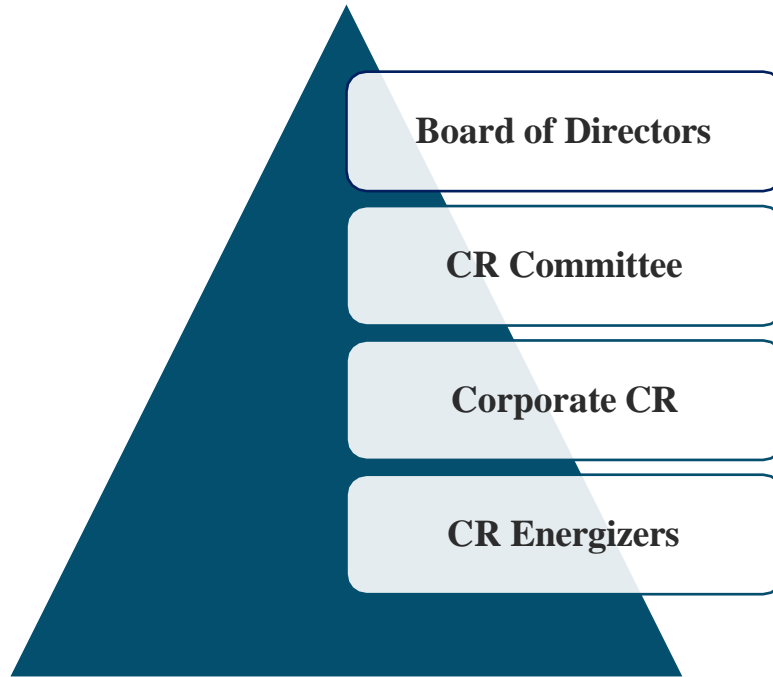 Board of Directors
CR Committee
Corporate CR
CR Energizers